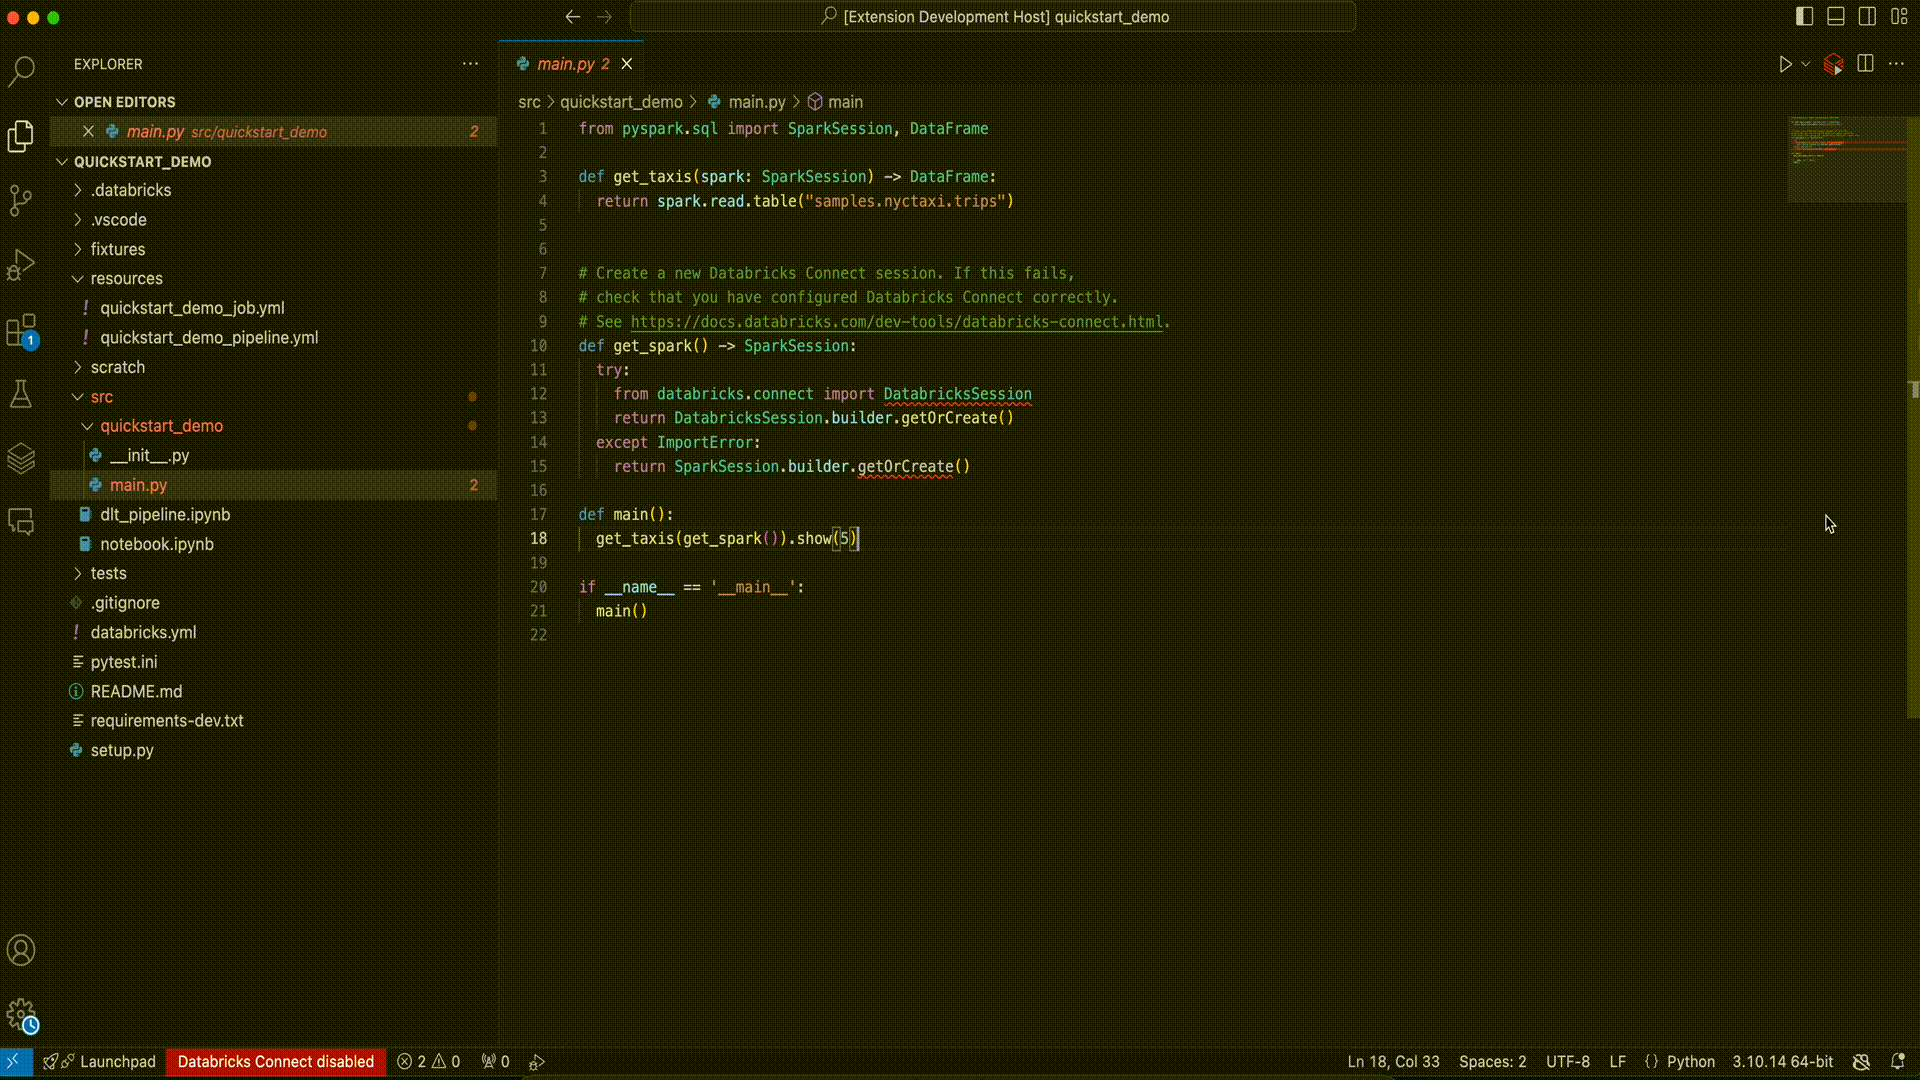 [Extension Development Host] quickstart_demo
EXPLORER
OPEN EDITORS
main.py src/quickstart_demo 2
QUICKSTART_DEMO
.databricks
.vscode
fixtures
resources
! quickstart_demo_job.yml
! quickstart_demo_pipeline.yml
scratch
src
quickstart_demo
__init__.py
main.py 2
dlt_pipeline.ipynb
notebook.ipynb
tests
.gitignore
! databricks.yml
pytest.ini
README.md
requirements-dev.txt
setup.py
1
main.py 2
src > quickstart_demo > main.py > main
1 from pyspark.sql import SparkSession, DataFrame
2
3 def get_taxis(spark: SparkSession) -> DataFrame:
4 return spark.read.table("samples.nyctaxi.trips")
5
6
7 # Create a new Databricks Connect session. If this fails,
8 # check that you have configured Databricks Connect correctly.
9 # See https://docs.databricks.com/dev-tools/databricks-connect.html.
10 def get_spark() -> SparkSession:
11 try:
12 from databricks.connect import DatabricksSession
13 return DatabricksSession.builder.getOrCreate()
14 except ImportError:
15 return SparkSession.builder.getOrCreate()
16
17 def main():
18 get_taxis(get_spark()).show(5)
19
20 if __name__ == '__main__':
21 main()
22
Launchpad Databricks Connect disabled 2 0 0 Ln 18, Col 33 Spaces: 2 UTF-8 LF {} Python 3.10.14 64-bit